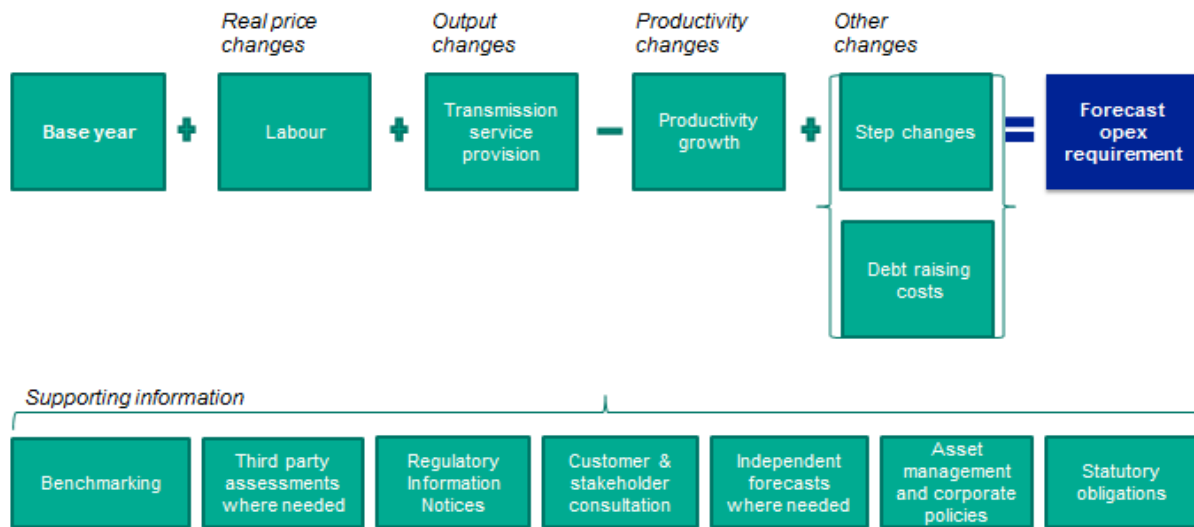 Real price
changes
Output
changes
Productivity
changes
Other
changes
Base year
+
Labour
+
Transmission
service
provision
–
Productivity
growth
+
Step changes
=
Forecast
opex
requirement
Debt raising
costs
Supporting information
Benchmarking
Third party
assessments
where needed
Regulatory
Information
Notices
Customer &
stakeholder
consultation
Independent
forecasts
where needed
Asset
management
and corporate
policies
Statutory
obligations